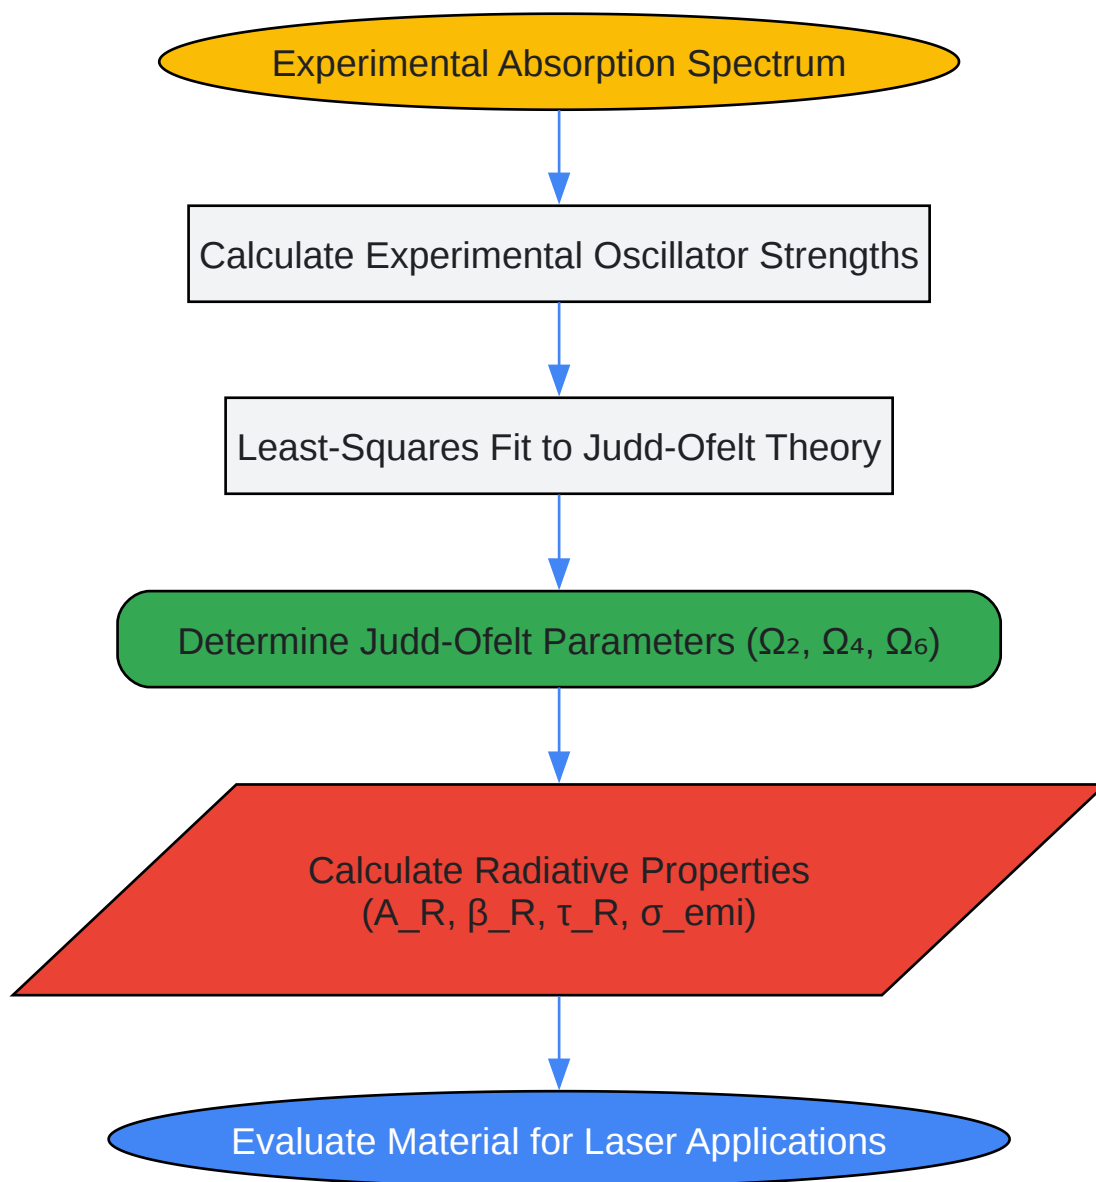 Experimental Absorption Spectrum
Calculate Experimental Oscillator Strengths
Least-Squares Fit to Judd-Ofelt Theory
Determine Judd-Ofelt Parameters (Ω₂, Ω₄, Ω₆)
Calculate Radiative Properties
(A_R, β_R, τ_R, σ_emi)
Evaluate Material for Laser Applications